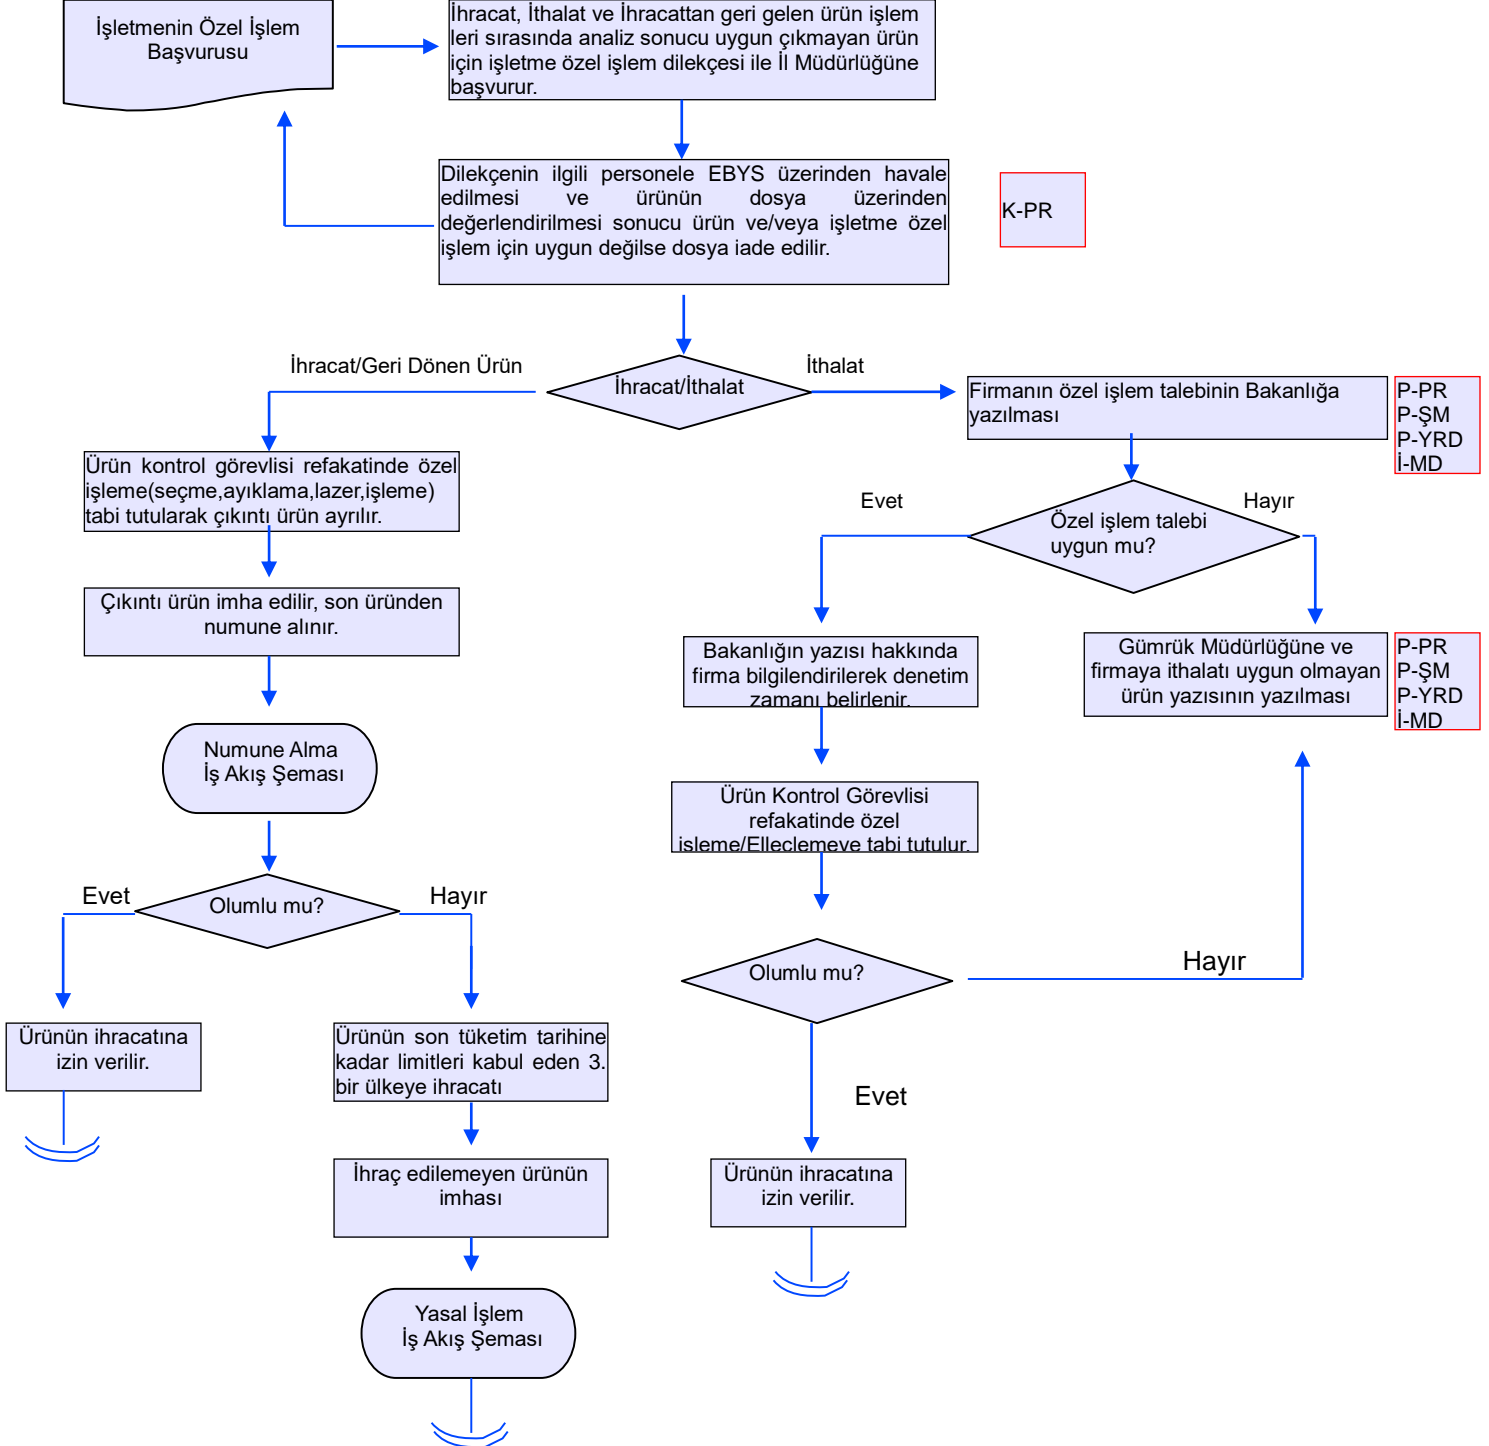 İşletmenin Özel İşlem
Başvurusu
İhracat, İthalat ve İhracattan geri gelen ürün işlem
leri sırasında analiz sonucu uygun çıkmayan ürün
için işletme özel işlem dilekçesi ile İl Müdürlüğüne
başvurur.
Dilekçenin ilgili personele EBYS üzerinden havale
edilmesi ve ürünün dosya üzerinden
değerlendirilmesi sonucu ürün ve/veya işletme özel
işlem için uygun değilse dosya iade edilir.
K-PR
İhracat/Geri Dönen Ürün
İhracat/İthalat
İthalat
Firmanın özel işlem talebinin Bakanlığa
yazılması
P-PR
P-ŞM
P-YRD
İ-MD
Ürün kontrol görevlisi refakatinde özel
işleme(seçme,ayıklama,lazer,işleme)
tabi tutularak çıkıntı ürün ayrılır.
Evet
Özel işlem talebi
uygun mu?
Hayır
Çıkıntı ürün imha edilir, son üründen
numune alınır.
Bakanlığın yazısı hakkında
firma bilgilendirilerek denetim
zamanı belirlenir.
Gümrük Müdürlüğüne ve
firmaya ithalatı uygun olmayan
ürün yazısının yazılması
P-PR
P-ŞM
P-YRD
İ-MD
Numune Alma
İş Akış Şeması
Ürün Kontrol Görevlisi
refakatinde özel
işleme/Elleçlemeye tabi tutulur.
Evet
Olumlu mu?
Hayır
Olumlu mu?
Hayır
Ürünün ihracatına
izin verilir.
Ürünün son tüketim tarihine
kadar limitleri kabul eden 3.
bir ülkeye ihracatı
Evet
İhraç edilemeyen ürünün
imhası
Ürünün ihracatına
izin verilir.
Yasal İşlem
İş Akış Şeması